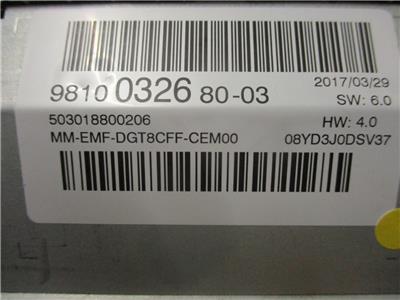 2017/03/29
9810 0326 80-03 SW: 6.0
503018800206 HW: 4.0
MM-EMF-DGT8CFF-CEM00 08YD3J0DSV37